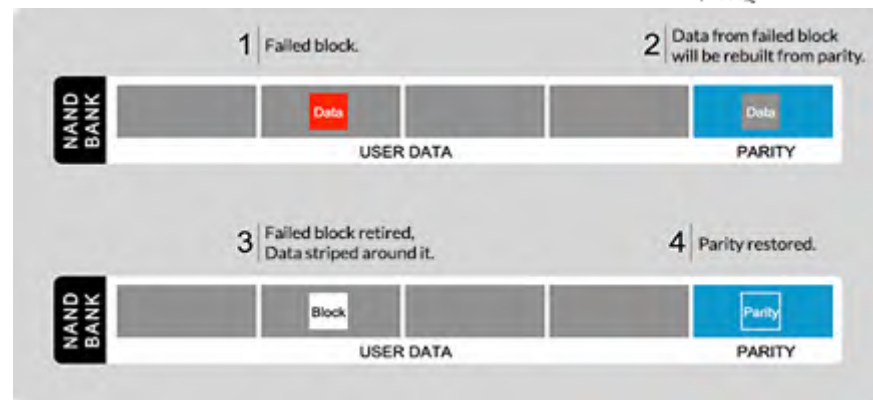 1 Failed block.
2 Data from failed block
will be rebuilt from parity.
NAND
BANK
Data
Data
USER DATA
PARITY
3 Failed block retired,
Data striped around it.
4 Parity restored.
NAND
BANK
Block
Parity
USER DATA
PARITY